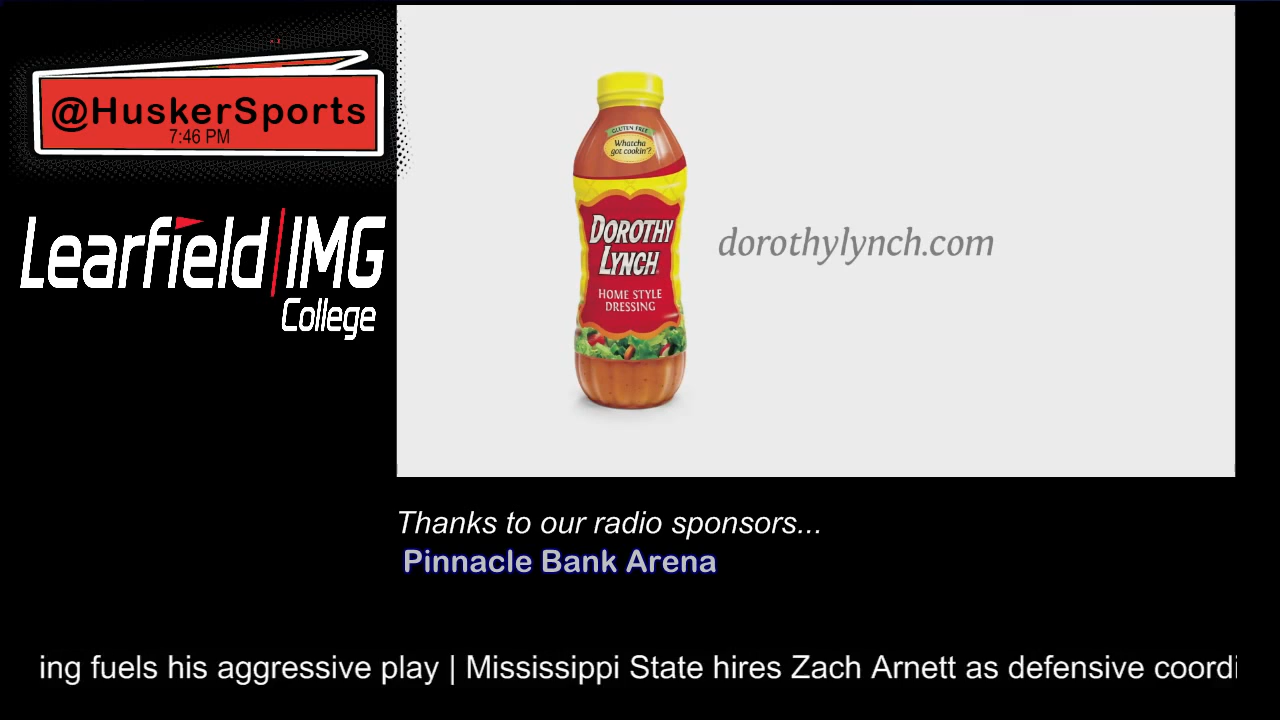 @HuskerSports
7:46 PM
Learfield/IMG
College
GLUTEN FREE
Whatcha
got cookin'?
DOROTHY
LYNCH
HOME STYLE
DRESSING
dorothylynch.com
Thanks to our radio sponsors...
Pinnacle Bank Arena
ing fuels his aggressive play | Mississippi State hires Zach Arnett as defensive coordi